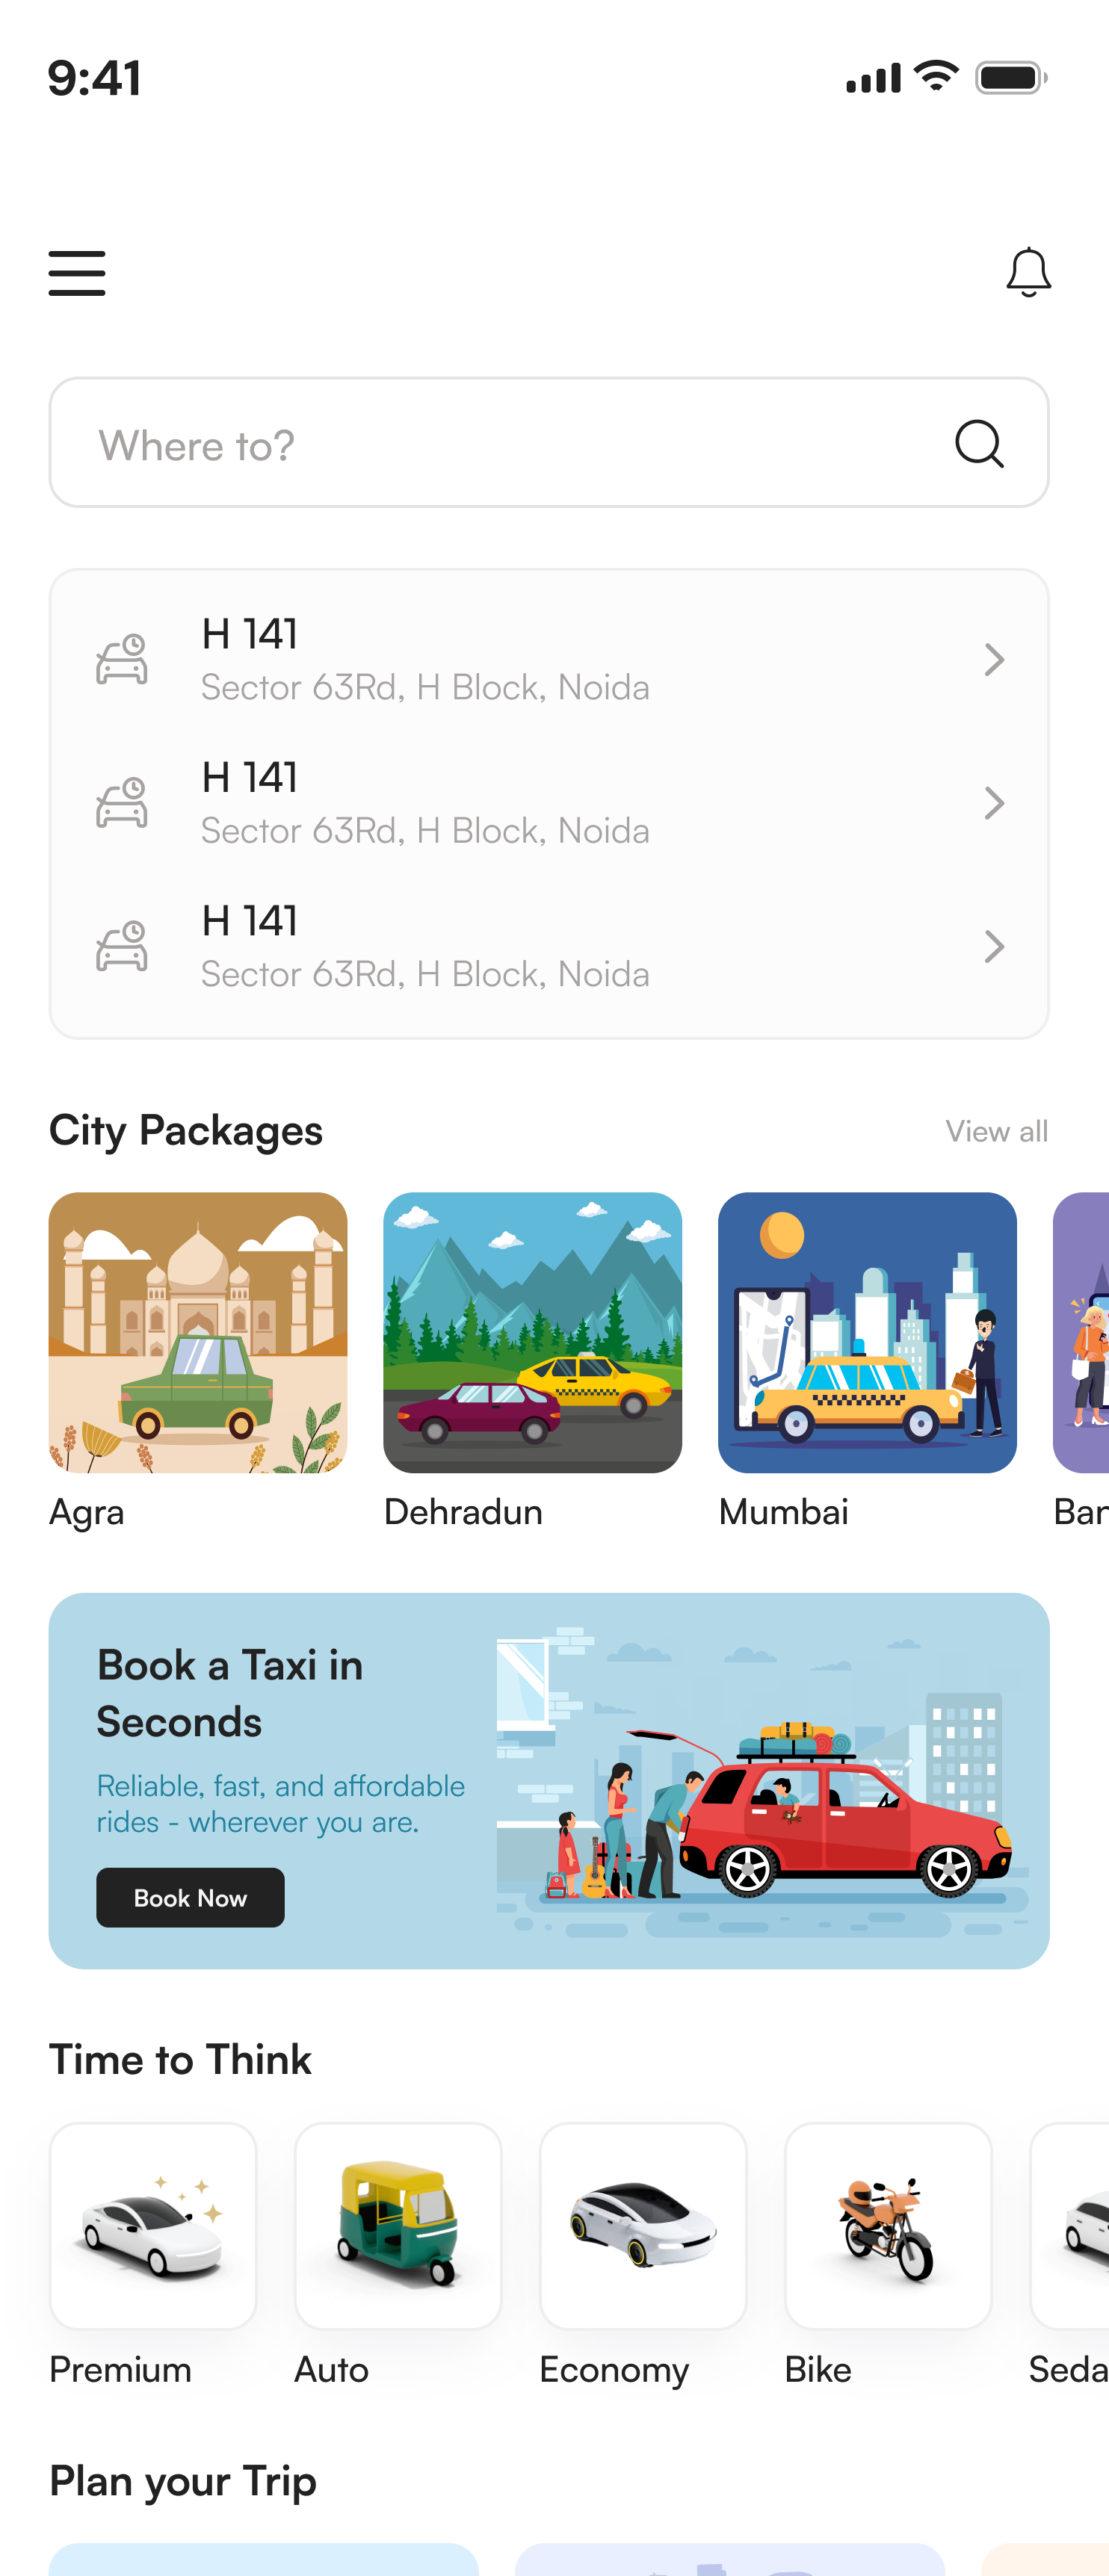 9:41
Where to?
H 141
Sector 63Rd, H Block, Noida
H 141
Sector 63Rd, H Block, Noida
H 141
Sector 63Rd, H Block, Noida
City Packages
View all
Agra
Dehradun
Mumbai
Ban
Book a Taxi in
Seconds
Reliable, fast, and affordable
rides - wherever you are.
Book Now
Time to Think
Premium
Auto
Economy
Bike
Seda
Plan your Trip